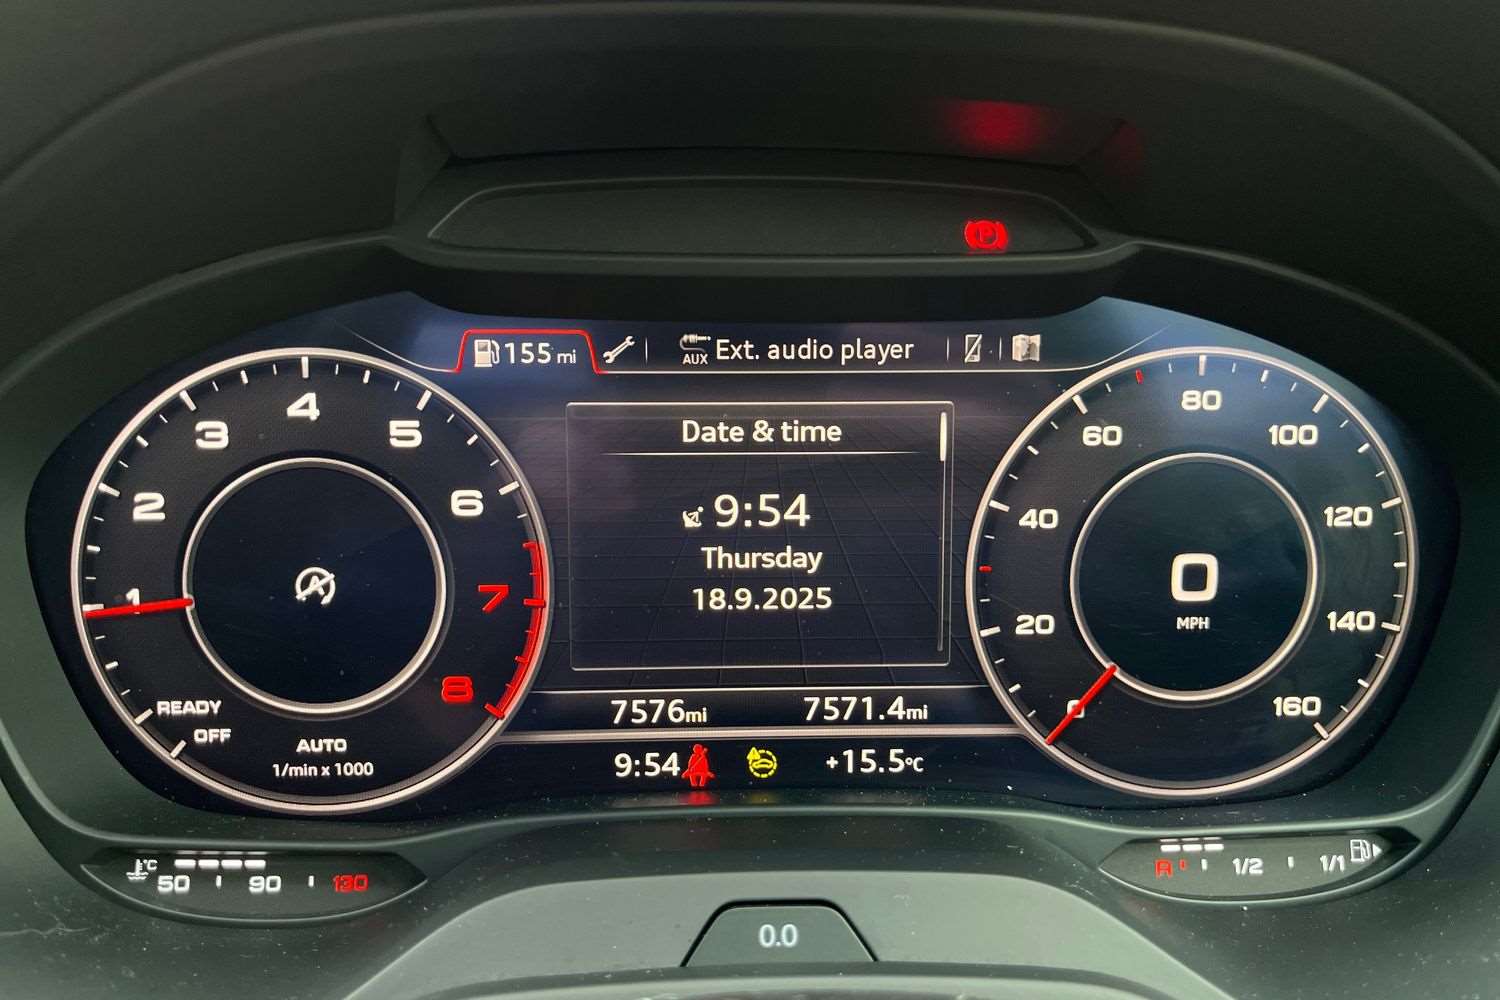 P
155 mi
AUX Ext. audio player
Date & time
9:54
Thursday
18.9.2025
7576mi
7571.4mi
9:54
+15.5°C
1
2
3
4
5
6
7
8
READY
OFF
A
AUTO
1/min x 1000
0
20
40
60
80
100
120
140
160
0
MPH
°C
50
90
130
R
1/2
1/1
0.0